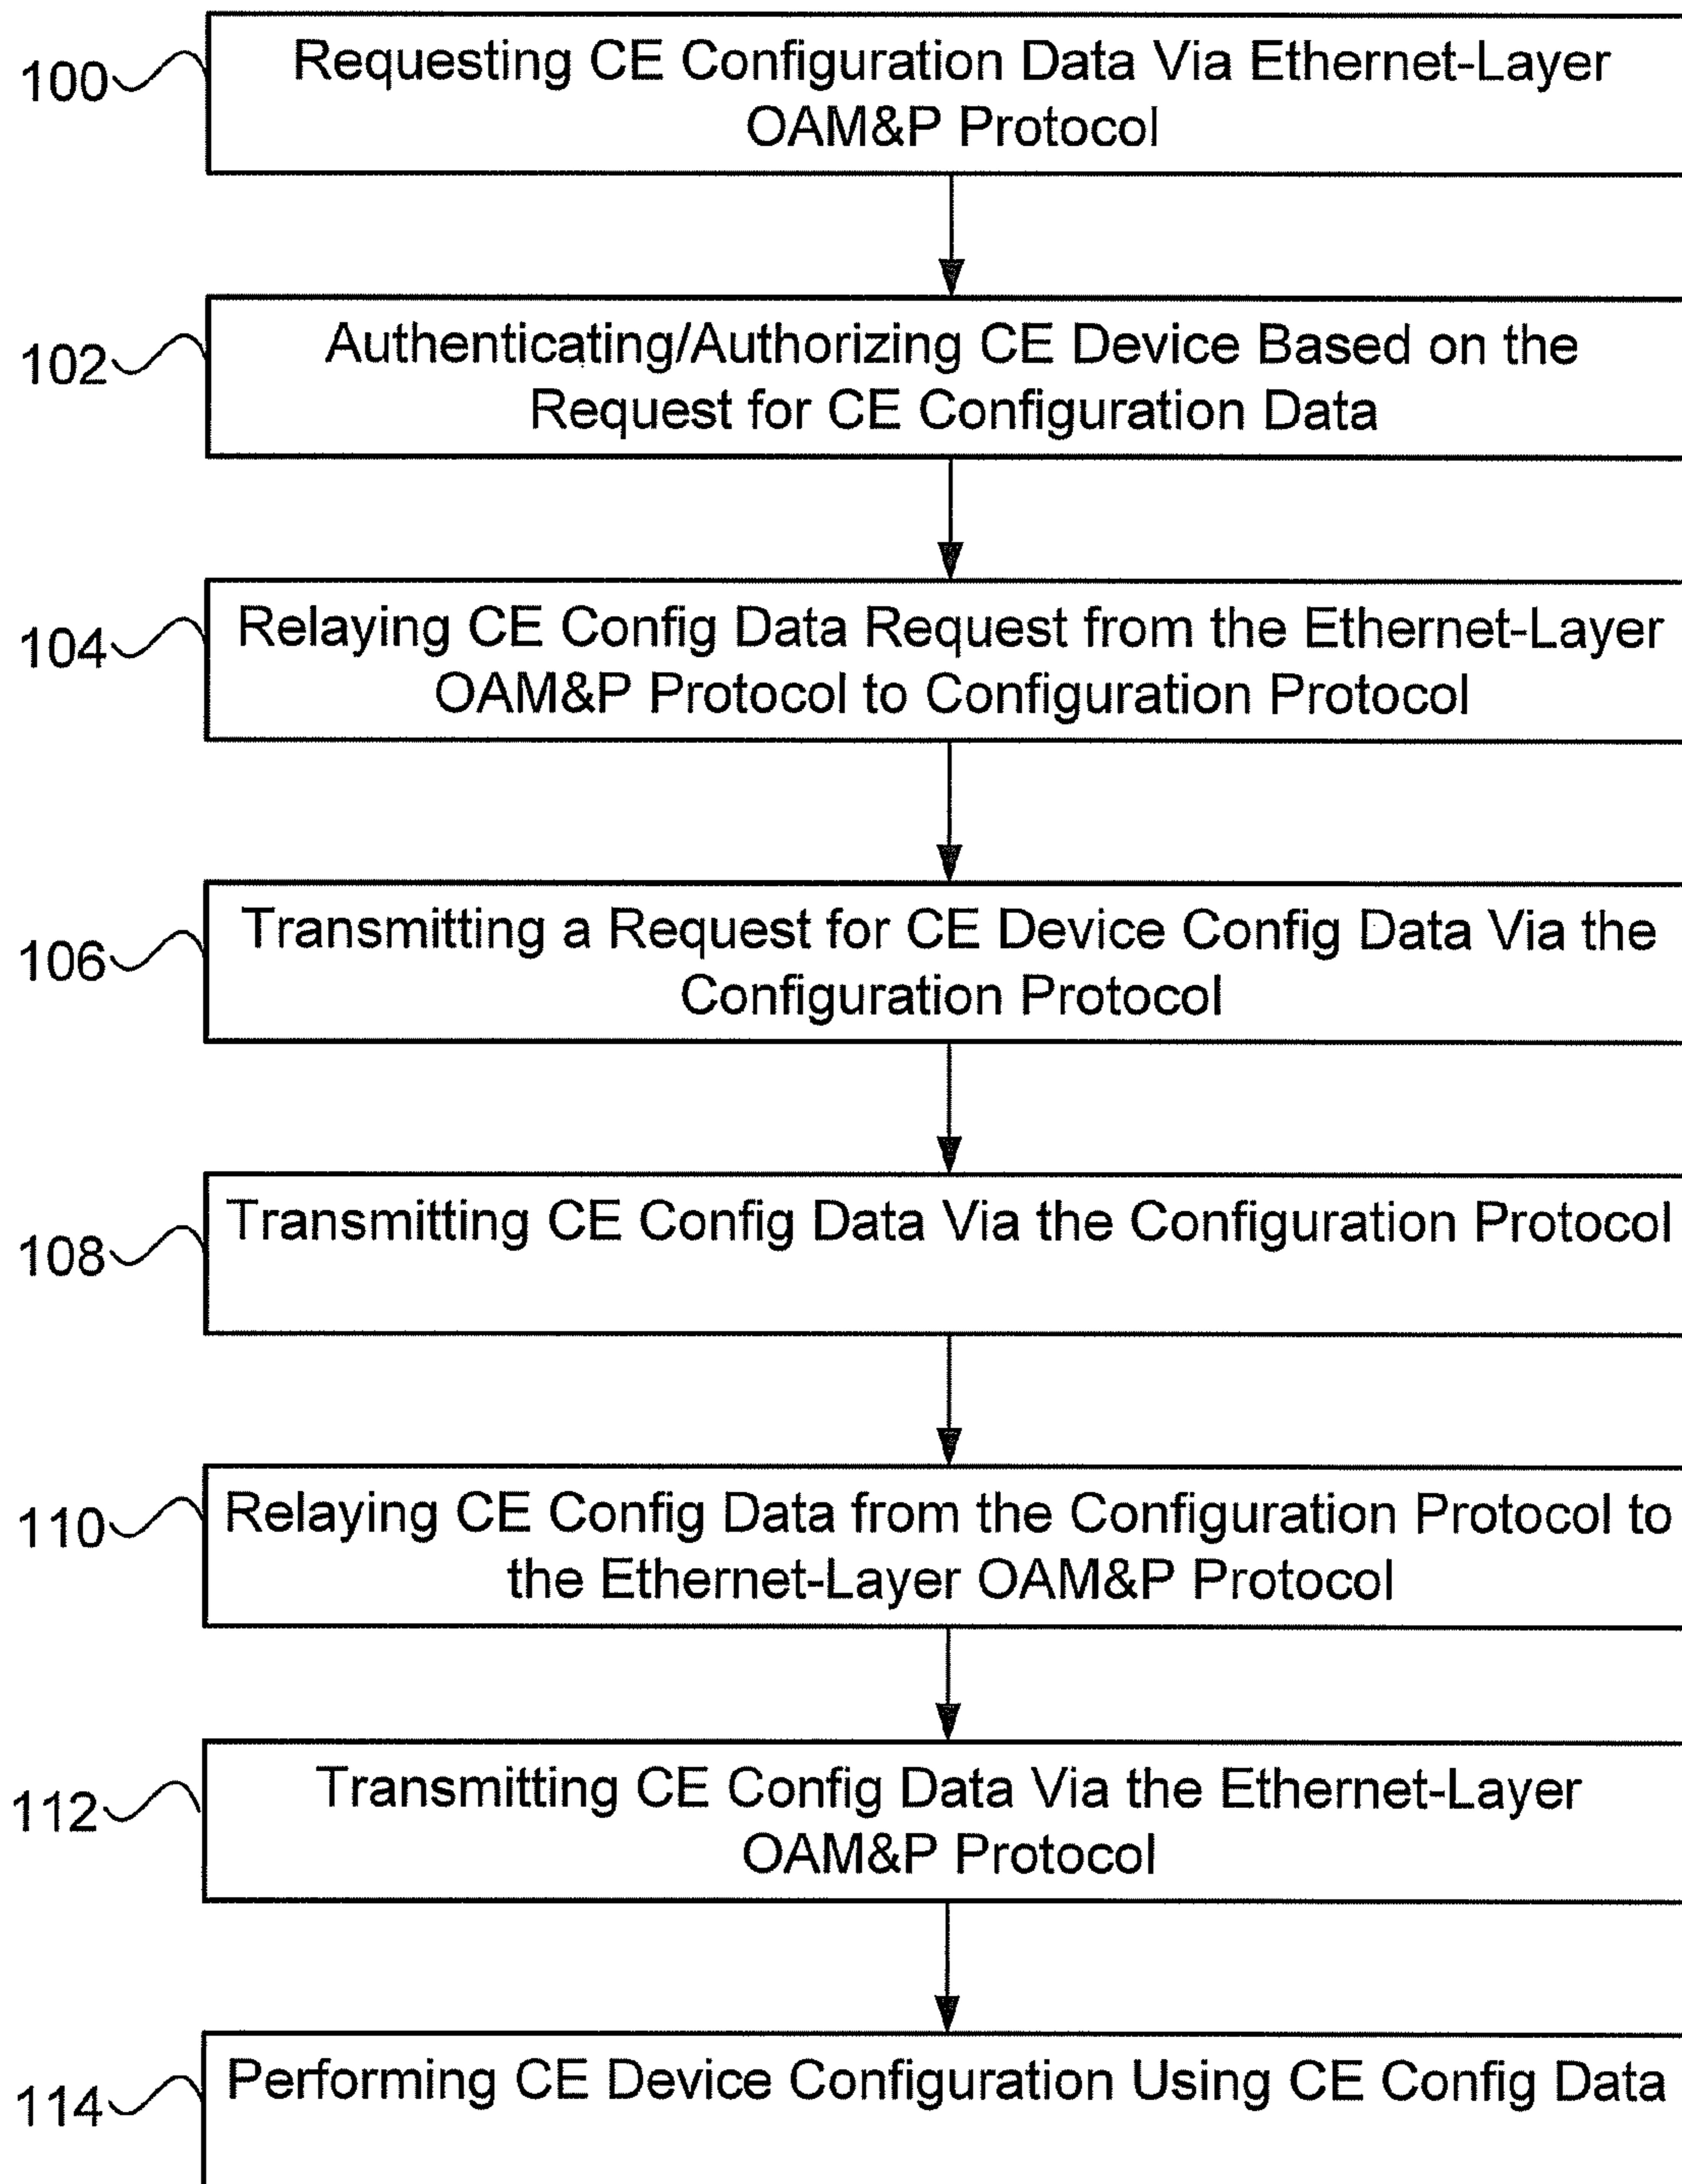 100
Requesting CE Configuration Data Via Ethernet-Layer
OAM&P Protocol
102
Authenticating/Authorizing CE Device Based on the
Request for CE Configuration Data
104
Relaying CE Config Data Request from the Ethernet-Layer
OAM&P Protocol to Configuration Protocol
106
Transmitting a Request for CE Device Config Data Via the
Configuration Protocol
108
Transmitting CE Config Data Via the Configuration Protocol
110
Relaying CE Config Data from the Configuration Protocol to
the Ethernet-Layer OAM&P Protocol
112
Transmitting CE Config Data Via the Ethernet-Layer
OAM&P Protocol
114
Performing CE Device Configuration Using CE Config Data